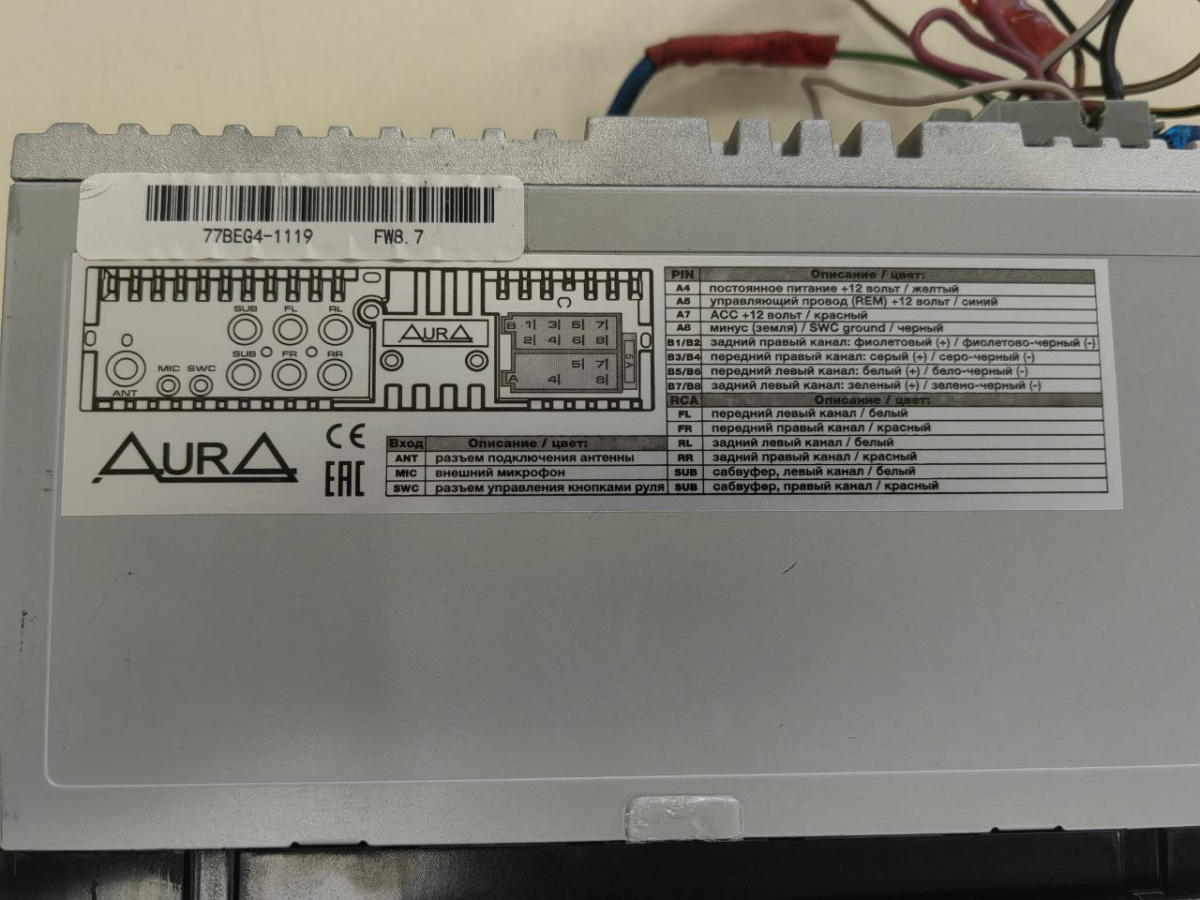 77BEG4-1119 FW8.7
SUB FL RL
SUB FR RR
MIC SWC
ANT
AURA
B 1 3 5 7
2 4 6 8
5 7
A 4 8
5A
AURA
CE
EAC
Вход Описание / цвет:
ANT разъем подключения антенны
MIC внешний микрофон
SWC разъем управления кнопками руля
PIN Описание / цвет:
A4 постоянное питание +12 вольт / желтый
A5 управляющий провод (REM) +12 вольт / синий
A7 ACC +12 вольт / красный
A8 минус (земля) / SWC ground / черный
B1/B2 задний правый канал: фиолетовый (+) / фиолетово-черный (-)
B3/B4 передний правый канал: серый (+) / серо-черный (-)
B5/B6 передний левый канал: белый (+) / бело-черный (-)
B7/B8 задний левый канал: зеленый (+) / зелено-черный (-)
RCA Описание / цвет:
FL передний левый канал / белый
FR передний правый канал / красный
RL задний левый канал / белый
RR задний правый канал / красный
SUB сабвуфер, левый канал / белый
SUB сабвуфер, правый канал / красный